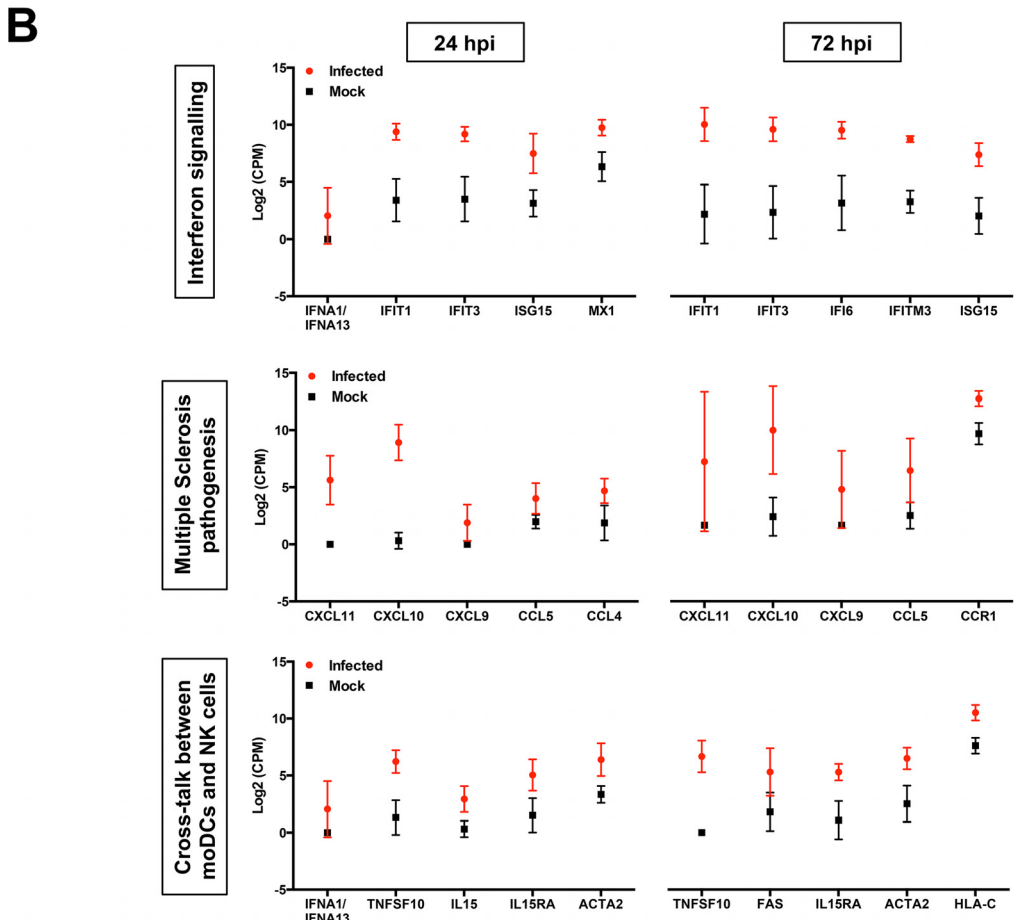 B
24 hpi
72 hpi
Interferon signalling
Infected
Mock
Log2 (CPM)
15
10
5
0
-5
IFNA1/
IFNA13
IFIT1
IFIT3
ISG15
MX1
IFIT1
IFIT3
IFI6
IFITM3
ISG15
Multiple Sclerosis
pathogenesis
Infected
Mock
Log2 (CPM)
15
10
5
0
-5
CXCL11
CXCL10
CXCL9
CCL5
CCL4
CXCL11
CXCL10
CXCL9
CCL5
CCR1
Cross-talk between
moDCs and NK cells
Infected
Mock
Log2 (CPM)
15
10
5
0
-5
IFNA1/
IFNA13
TNFSF10
IL15
IL15RA
ACTA2
TNFSF10
FAS
IL15RA
ACTA2
HLA-C